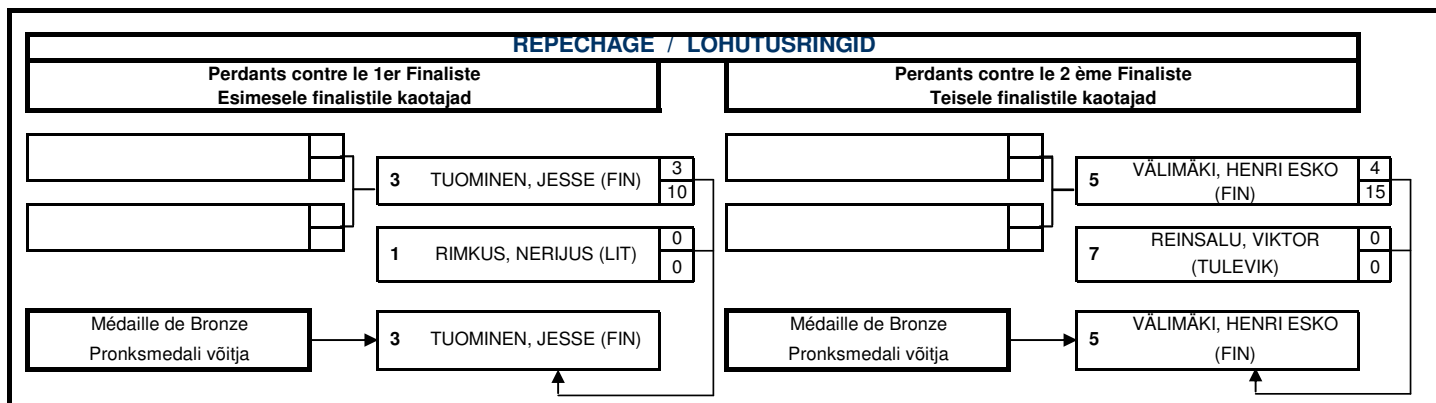 REPECHAGE / LOHUTUSRINGID
Perdants contre le 1er Finaliste
Esimesele finalistile kaotajad
Perdants contre le 2 ème Finaliste
Teisele finalistile kaotajad
3 TUOMINEN, JESSE (FIN) 3
10
1 RIMKUS, NERIJUS (LIT) 0
0
Médaille de Bronze
Pronksmedali võitja
3 TUOMINEN, JESSE (FIN)
5 VÄLIMÄKI, HENRI ESKO 4
(FIN) 15
7 REINSALU, VIKTOR 0
(TULEVIK) 0
Médaille de Bronze
Pronksmedali võitja
5 VÄLIMÄKI, HENRI ESKO
(FIN)